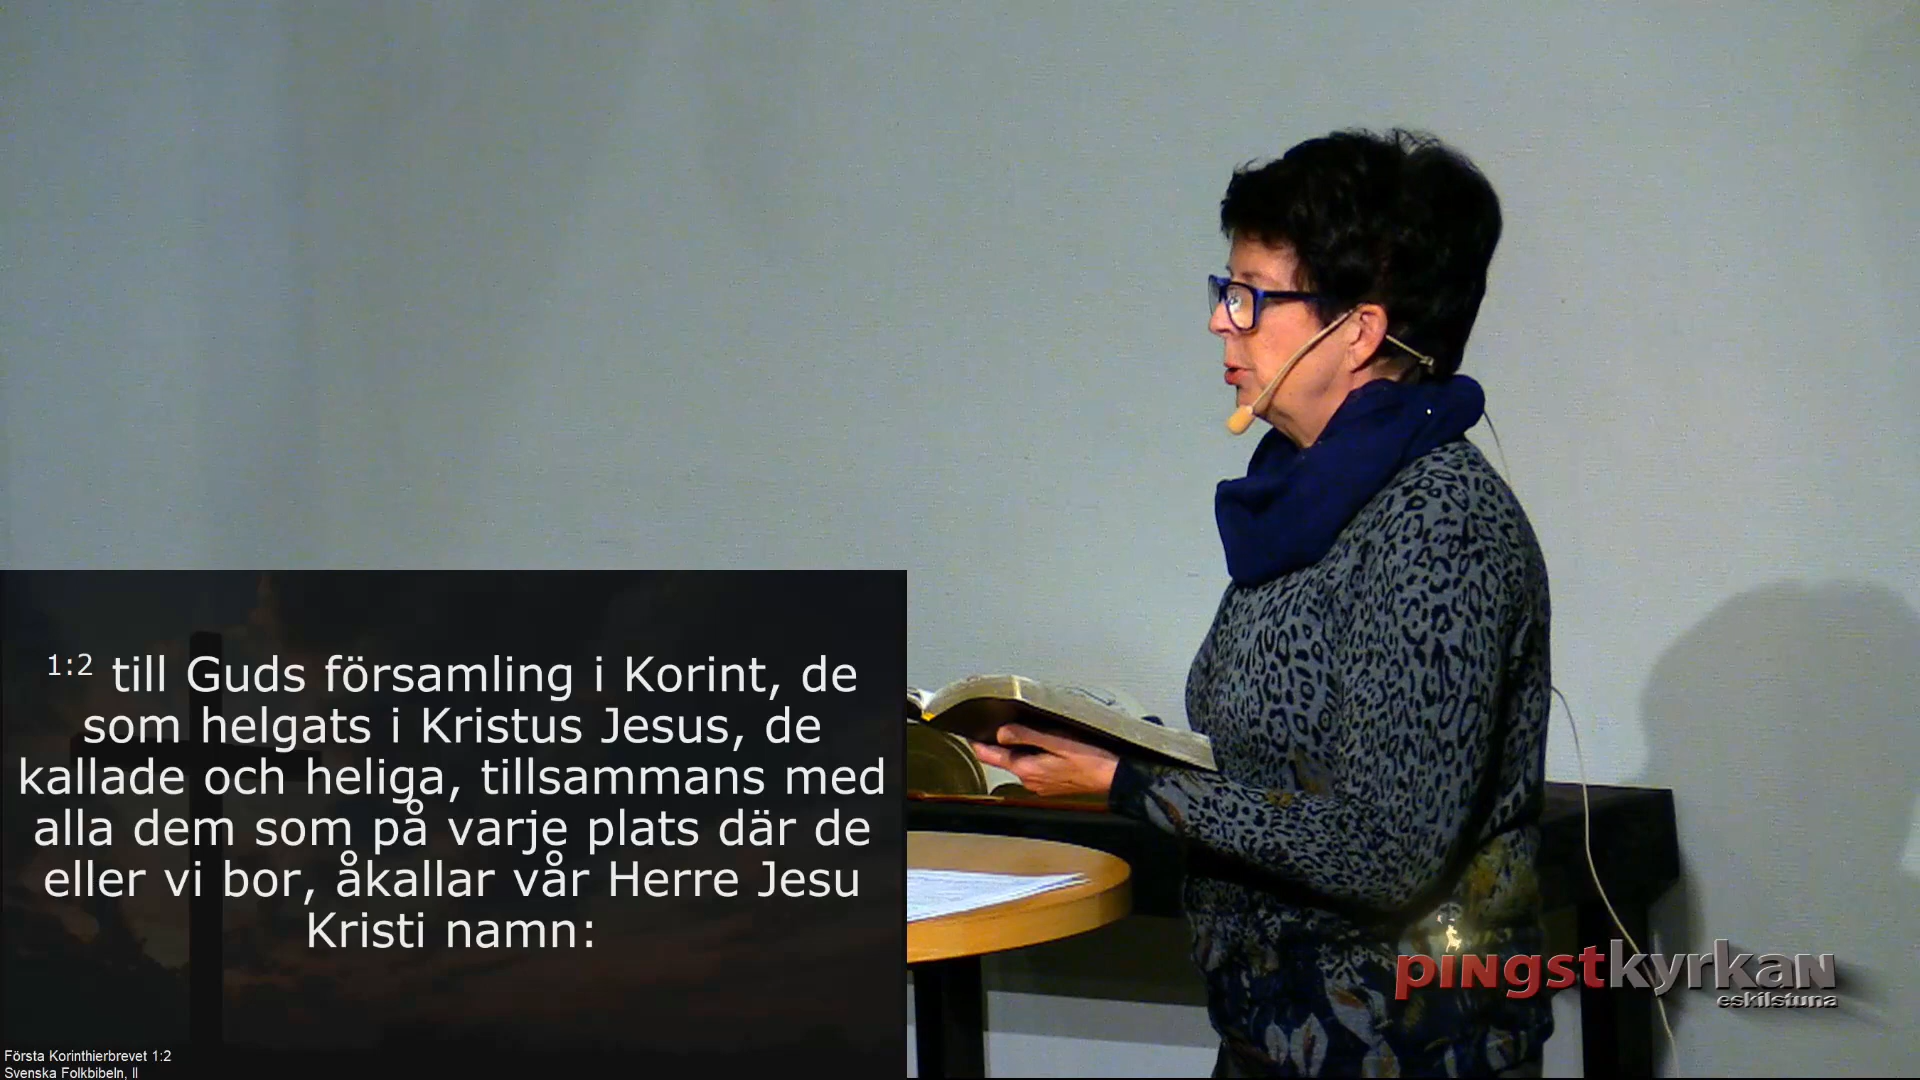 1:2 till Guds församling i Korint, de
som helgats i Kristus Jesus, de
kallade och heliga, tillsammans med
alla dem som på varje plats där de
eller vi bor, åkallar vår Herre Jesu
Kristi namn:
Första Korinthierbrevet 1:2
Svenska Folkbibeln, II
pingstkyrkan
eskilstuna